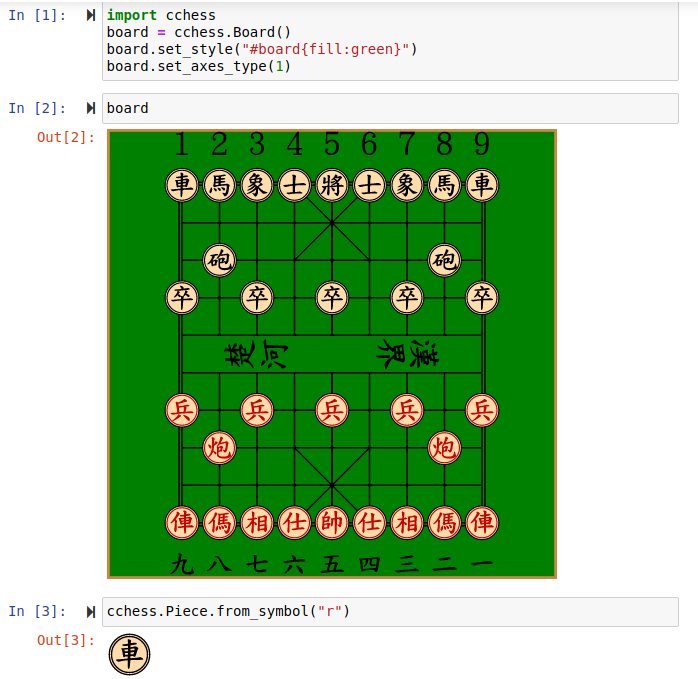 In [1]:
import cchess
board = cchess.Board()
board.set_style("#board{fill:green}")
board.set_axes_type(1)
In [2]:
board
Out[2]:
1 2 3 4 5 6 7 8 9
車 馬 象 士 將 士 象 馬 車
砲 砲
卒 卒 卒 卒 卒
楚河 漢界
兵 兵 兵 兵 兵
炮 炮
俥 傌 相 仕 帥 仕 相 傌 俥
九 八 七 六 五 四 三 二 一
In [3]:
cchess.Piece.from_symbol("r")
Out[3]:
車